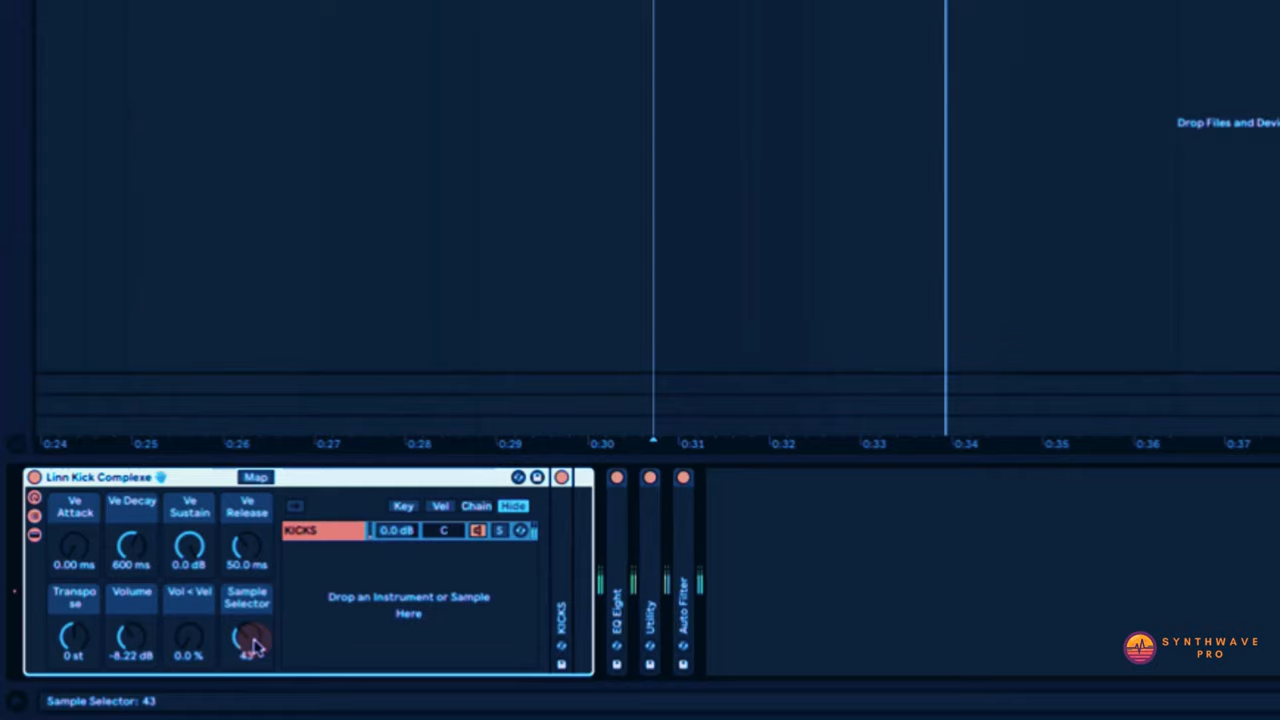 Drop Files and Devi
0:24 0:25 0:26 0:27 0:28 0:29 0:30 0:31 0:32 0:33 0:34 0:35 0:36 0:37
Linn Kick Complexe
Map
Ve Attack
Ve Decay
Ve Sustain
Ve Release
0.00 ms
600 ms
0.0 dB
50.0 ms
Transpo
se
Volume
Vol < Vel
Sample
Selector
0 st
-8.22 dB
0.0 %
43
Key Vel Chain Hide
KICKS 0.0 dB C S
Drop an Instrument or Sample
Here
KICKS
EQ Eight
Utility
Auto Filter
SYNTHWAVE
PRO
Sample Selector: 43